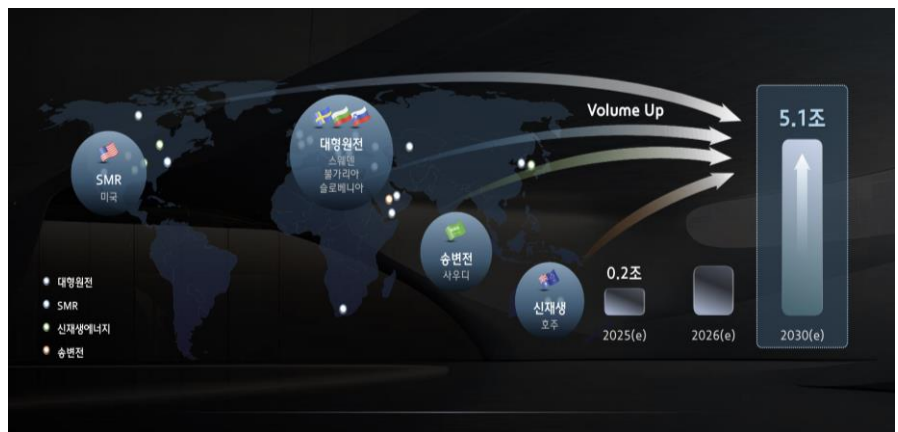 Volume Up
5.1조
SMR
미국
대형원전
스웨덴
불가리아
슬로베니아
송변전
사우디
신재생
호주
0.2조
2025(e)
2026(e)
2030(e)
대형원전
SMR
신재생에너지
송변전